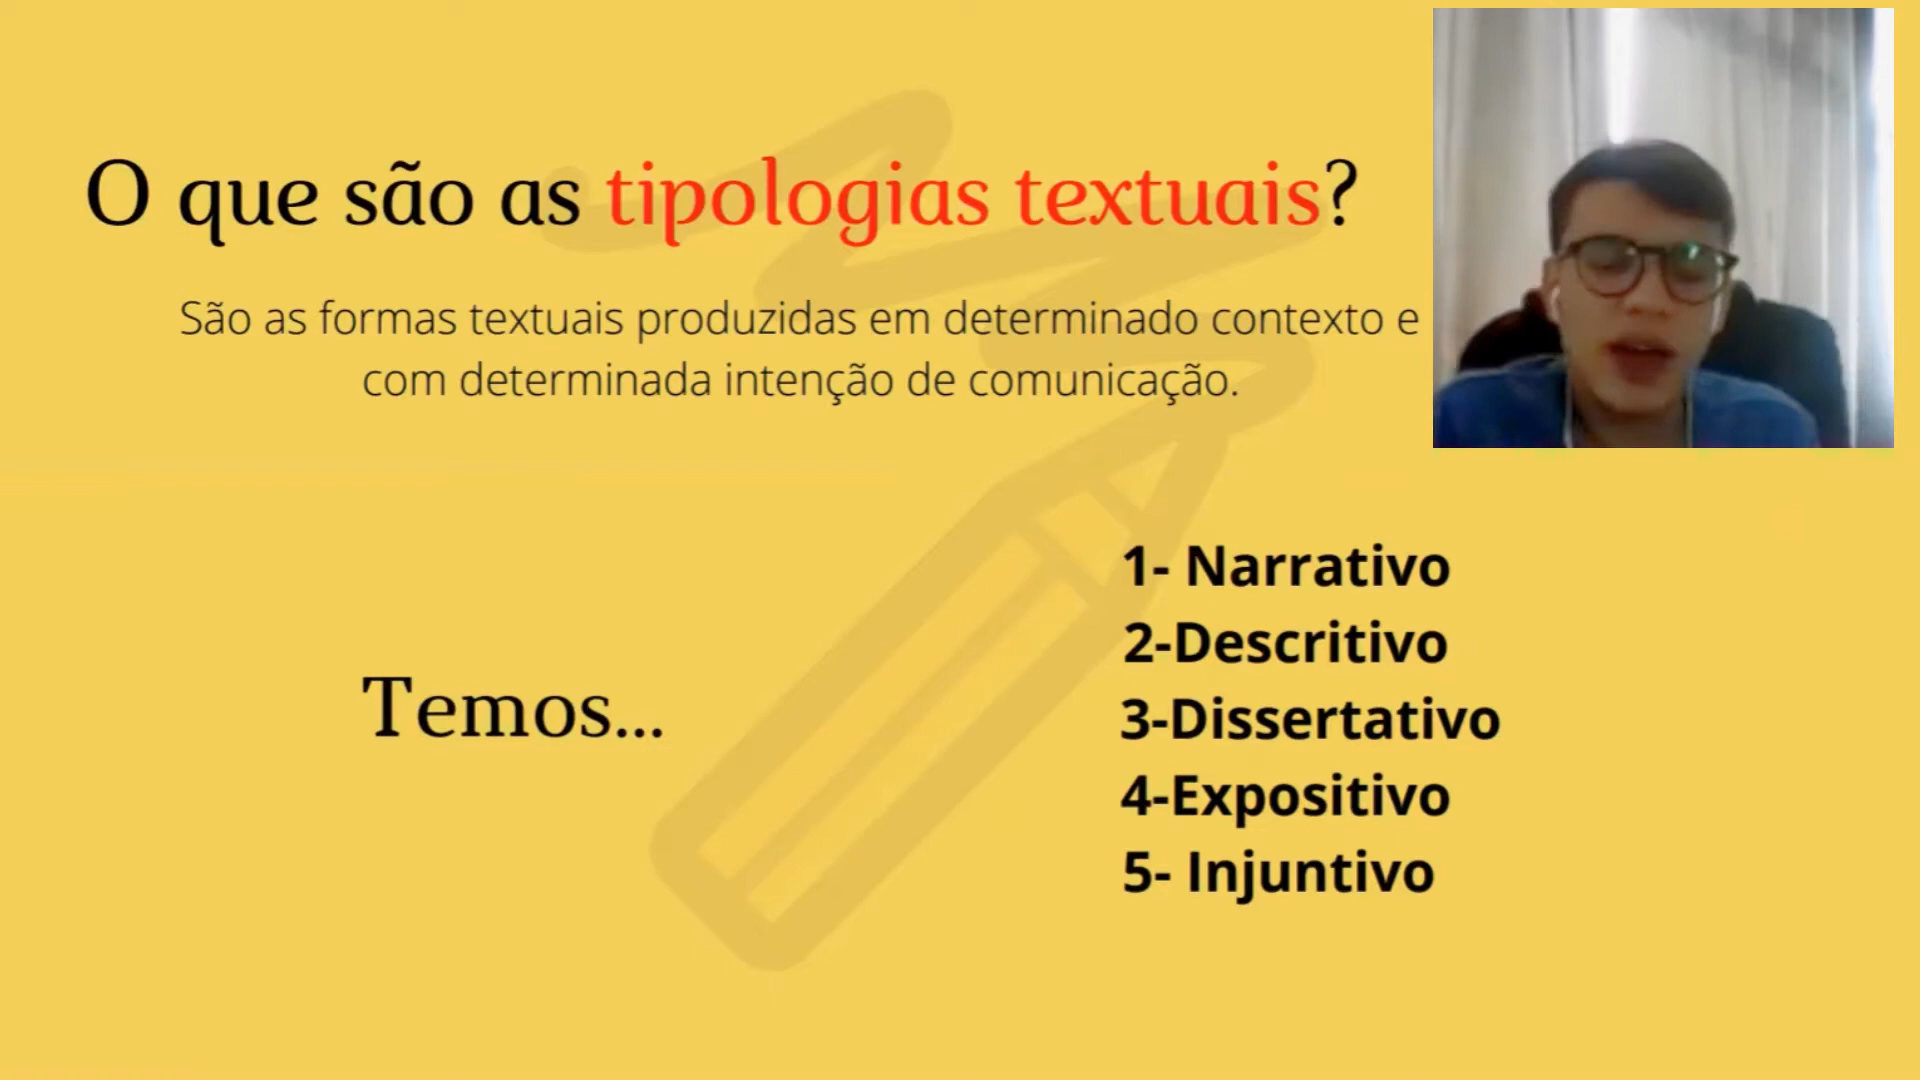 O que são as tipologias textuais?
São as formas textuais produzidas em determinado contexto e
com determinada intenção de comunicação.
Temos...
1- Narrativo
2-Descritivo
3-Dissertativo
4-Expositivo
5- Injuntivo